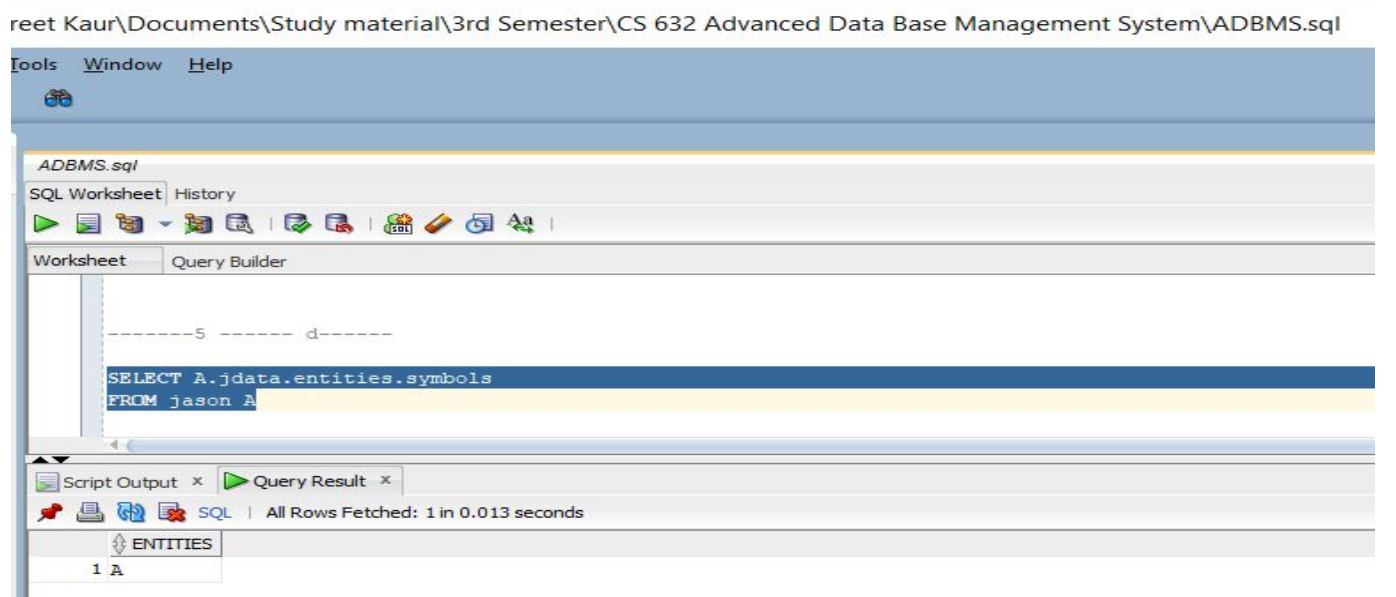 reet Kaur\Documents\Study material\3rd Semester\CS 632 Advanced Data Base Management System\ADBMS.sql
Tools Window Help
ADBMS.sql
SQL Worksheet History
Worksheet Query Builder
-------5 ------ d------
SELECT A.jdata.entities.symbols
FROM jason A
Script Output x Query Result x
SQL | All Rows Fetched: 1 in 0.013 seconds
ENTITIES
1 A